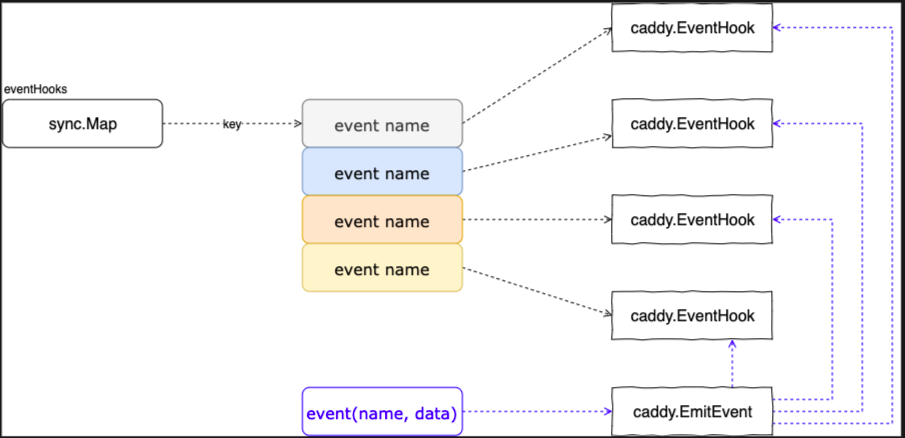 caddy.EventHook
eventHooks
sync.Map
key
event name
caddy.EventHook
event name
event name
caddy.EventHook
event name
caddy.EventHook
event(name, data)
caddy.EmitEvent